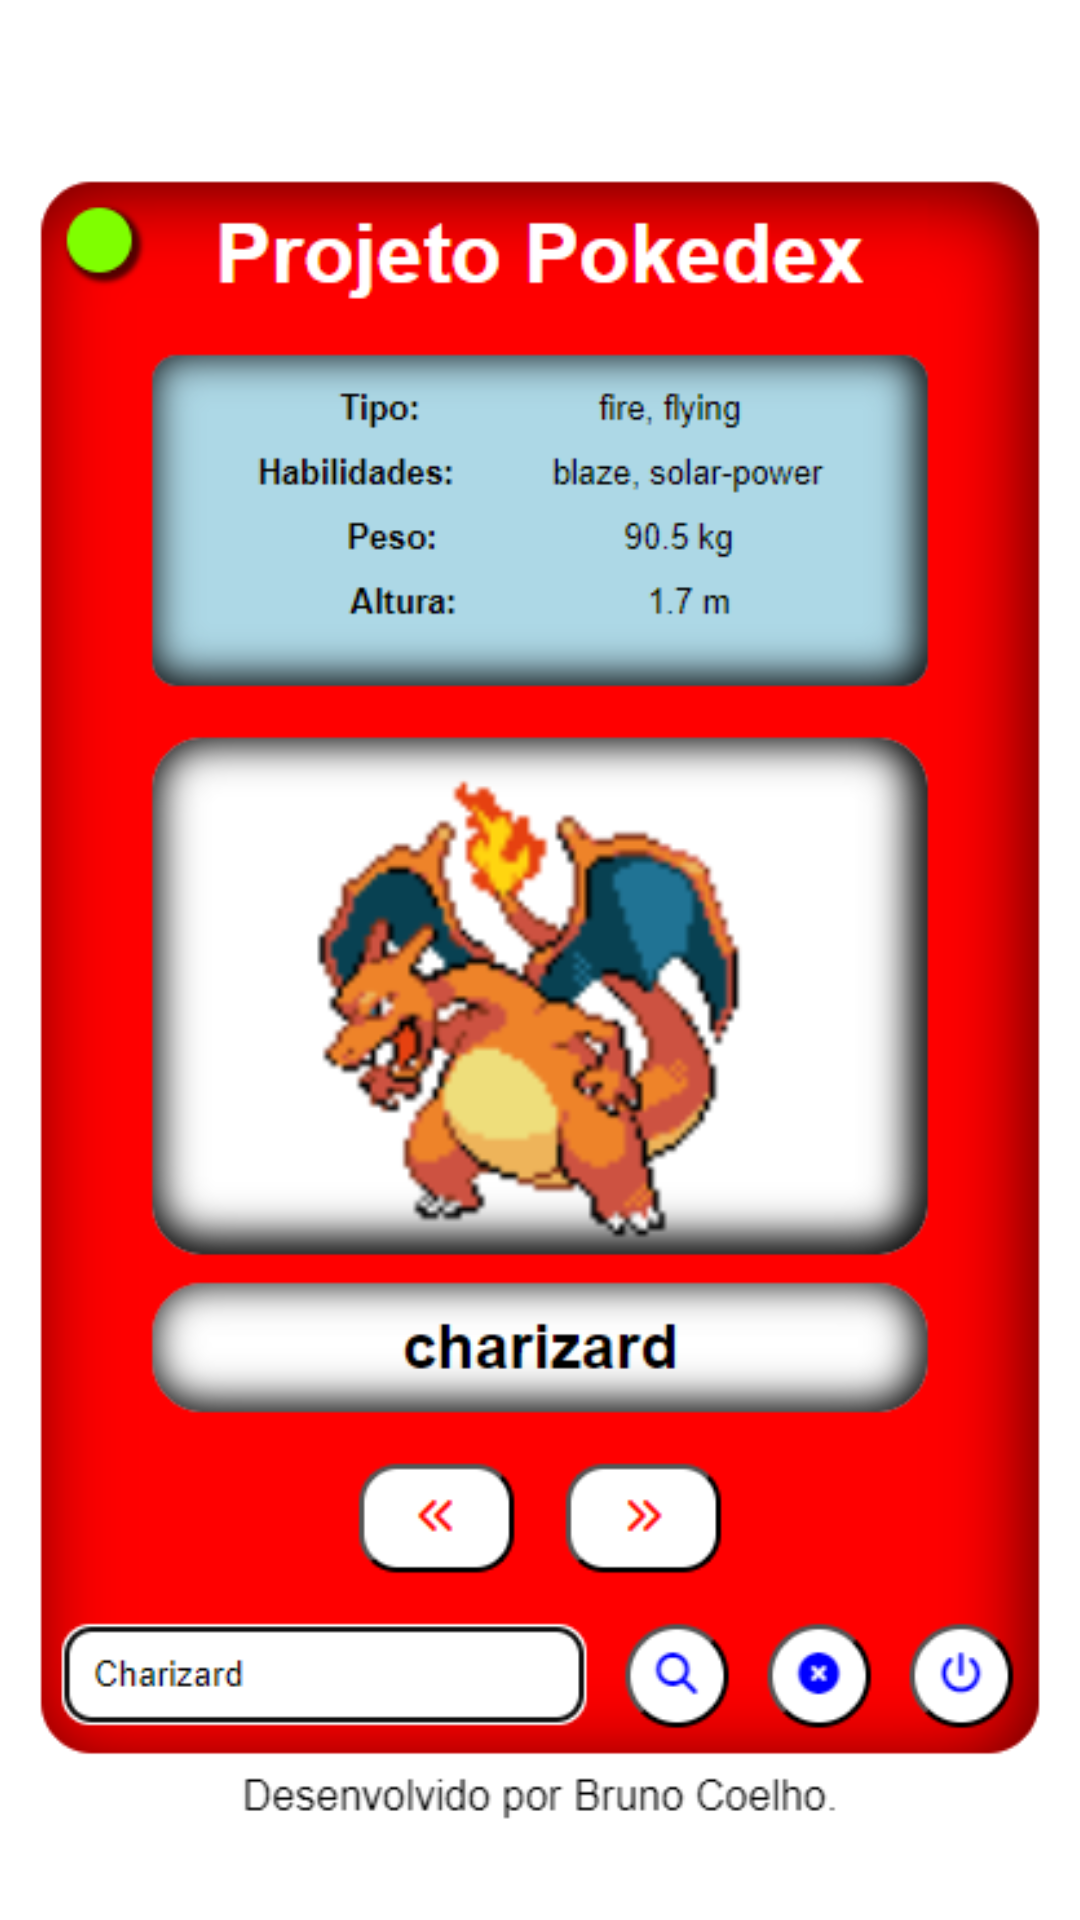 Projeto Pokedex
Tipo: fire, flying
Habilidades: blaze, solar-power
Peso: 90.5 kg
Altura: 1.7 m
charizard
« »
Charizard
Desenvolvido por Bruno Coelho.